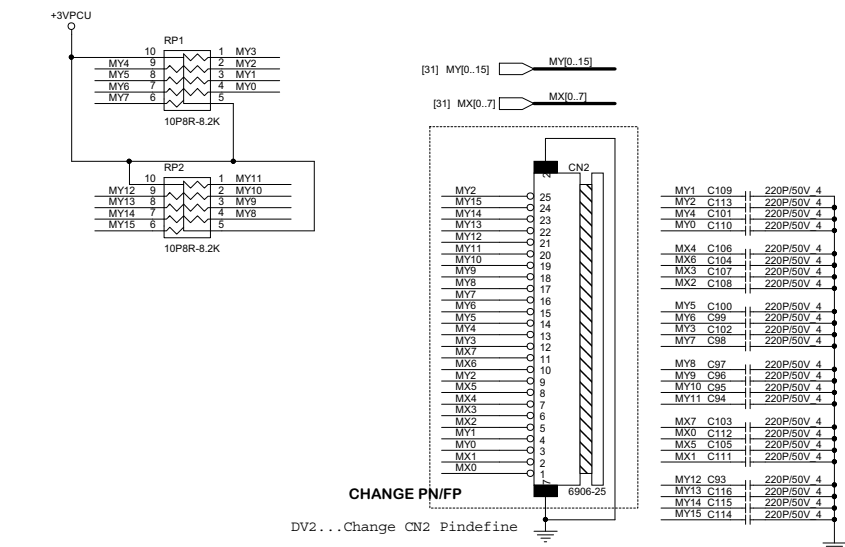 +3VPCU
RP1
10 1 MY3
MY4 9 2 MY2
MY5 8 3 MY1
MY6 7 4 MY0
MY7 6 5
10P8R-8.2K
RP2
10 1 MY11
MY12 9 2 MY10
MY13 8 3 MY9
MY14 7 4 MY8
MY15 6 5
10P8R-8.2K
[31] MY[0..15] MY[0..15]
[31] MX[0..7] MX[0..7]
CN2
MY2 25
MY15 24
MY14 23
MY13 22
MY12 21
MY11 20
MY10 19
MY9 18
MY8 17
MY7 16
MY6 15
MY5 14
MY4 13
MY3 12
MX7 11
MX6 10
MY2 9
MX5 8
MX4 7
MX3 6
MX2 5
MY1 4
MY0 3
MX1 2
MX0 1
6906-25
CHANGE PN/FP
DV2...Change CN2 Pindefine
MY1 C109 220P/50V_4
MY2 C113 220P/50V_4
MY4 C101 220P/50V_4
MY0 C110 220P/50V_4
MX4 C106 220P/50V_4
MX6 C104 220P/50V_4
MX3 C107 220P/50V_4
MX2 C108 220P/50V_4
MY5 C100 220P/50V_4
MY6 C99 220P/50V_4
MY3 C102 220P/50V_4
MY7 C98 220P/50V_4
MY8 C97 220P/50V_4
MY9 C96 220P/50V_4
MY10 C95 220P/50V_4
MY11 C94 220P/50V_4
MX7 C103 220P/50V_4
MX0 C112 220P/50V_4
MX5 C105 220P/50V_4
MX1 C111 220P/50V_4
MY12 C93 220P/50V_4
MY13 C116 220P/50V_4
MY14 C115 220P/50V_4
MY15 C114 220P/50V_4